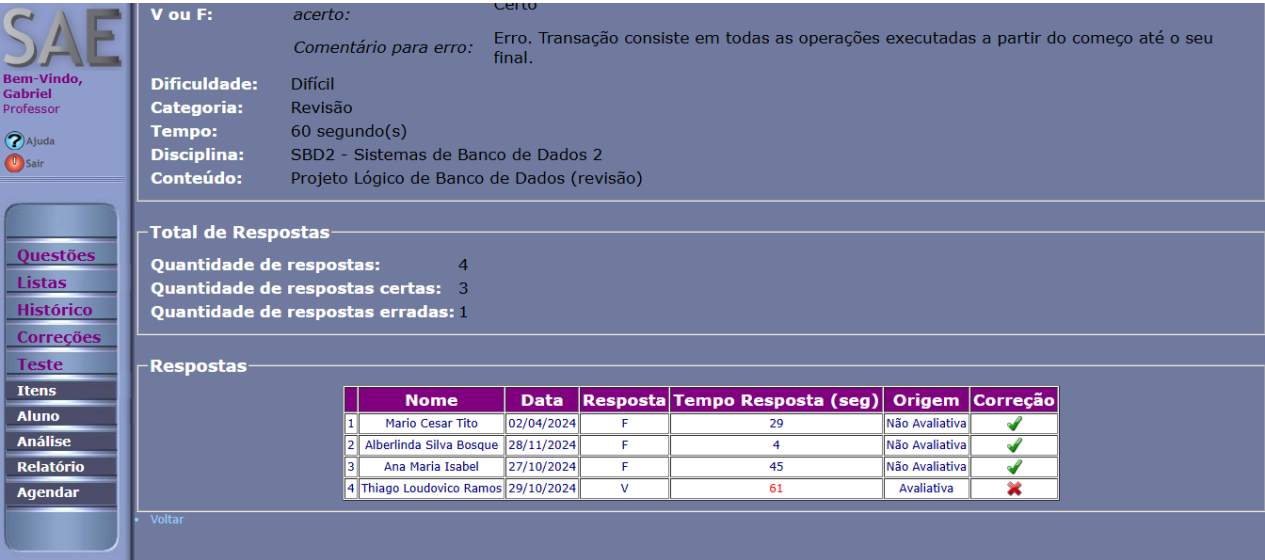 SAE
Bem-Vindo,
Gabriel
Professor
Ajuda
Sair
Questões
Listas
Histórico
Correções
Teste
Itens
Aluno
Análise
Relatório
Agendar
V ou F: acerto: Certo
Comentário para erro: Erro. Transação consiste em todas as operações executadas a partir do começo até o seu
final.
Dificuldade: Difícil
Categoria: Revisão
Tempo: 60 segundo(s)
Disciplina: SBD2 - Sistemas de Banco de Dados 2
Conteúdo: Projeto Lógico de Banco de Dados (revisão)
Total de Respostas
Quantidade de respostas: 4
Quantidade de respostas certas: 3
Quantidade de respostas erradas: 1
Respostas
Nome Data Resposta Tempo Resposta (seg) Origem Correção
1 Mario Cesar Tito 02/04/2024 F 29 Não Avaliativa
2 Alberlinda Silva Bosque 28/11/2024 F 4 Não Avaliativa
3 Ana Maria Isabel 27/10/2024 F 45 Não Avaliativa
4 Thiago Loudovico Ramos 29/10/2024 V 61 Avaliativa
Voltar